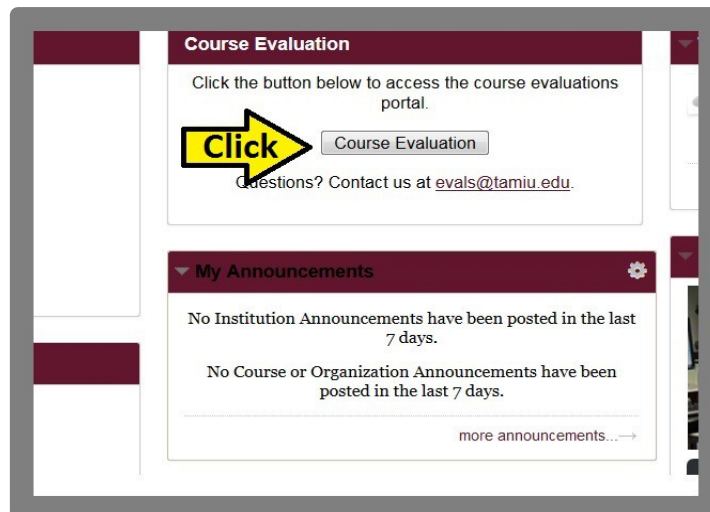 Course Evaluation
Click the button below to access the course evaluations
portal.
Click
Course Evaluation
Questions? Contact us at evals@tamiu.edu.
My Announcements
No Institution Announcements have been posted in the last
7 days.
No Course or Organization Announcements have been
posted in the last 7 days.
more announcements...→